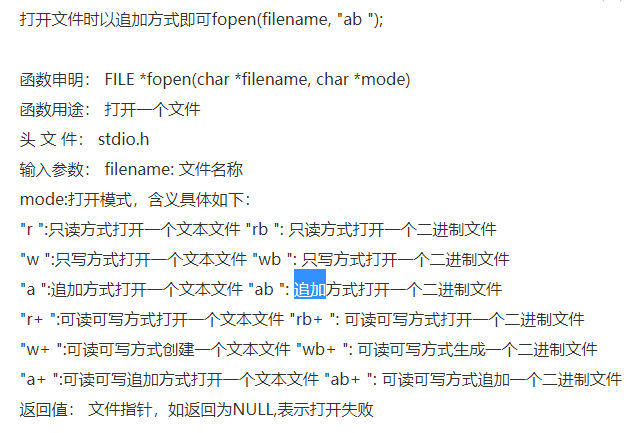 打开文件时以追加方式即可fopen(filename, "ab ");
函数申明： FILE *fopen(char *filename, char *mode)
函数用途： 打开一个文件
头 文 件： stdio.h
输入参数： filename: 文件名称
mode:打开模式，含义具体如下：
"r ":只读方式打开一个文本文件 "rb ": 只读方式打开一个二进制文件
"w ":只写方式打开一个文本文件 "wb ": 只写方式打开一个二进制文件
"a ":追加方式打开一个文本文件 "ab ": 追加方式打开一个二进制文件
"r+ ":可读可写方式打开一个文本文件 "rb+ ": 可读可写方式打开一个二进制文件
"w+ ":可读可写方式创建一个文本文件 "wb+ ": 可读可写方式生成一个二进制文件
"a+ ":可读可写追加方式打开一个文本文件 "ab+ ": 可读可写方式追加一个二进制文件
返回值： 文件指针，如返回为NULL,表示打开失败